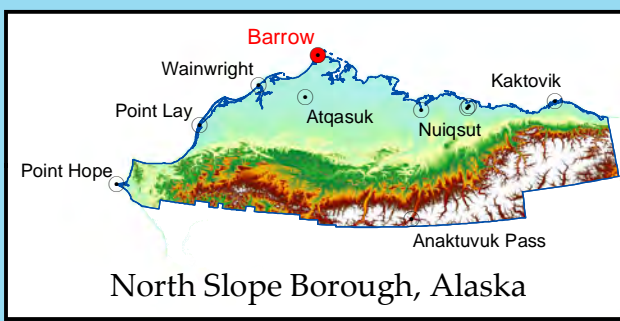 Barrow
Wainwright
Kaktovik
Point Lay
Atqasuk
Nuiqsut
Point Hope
Anaktuvuk Pass
North Slope Borough, Alaska